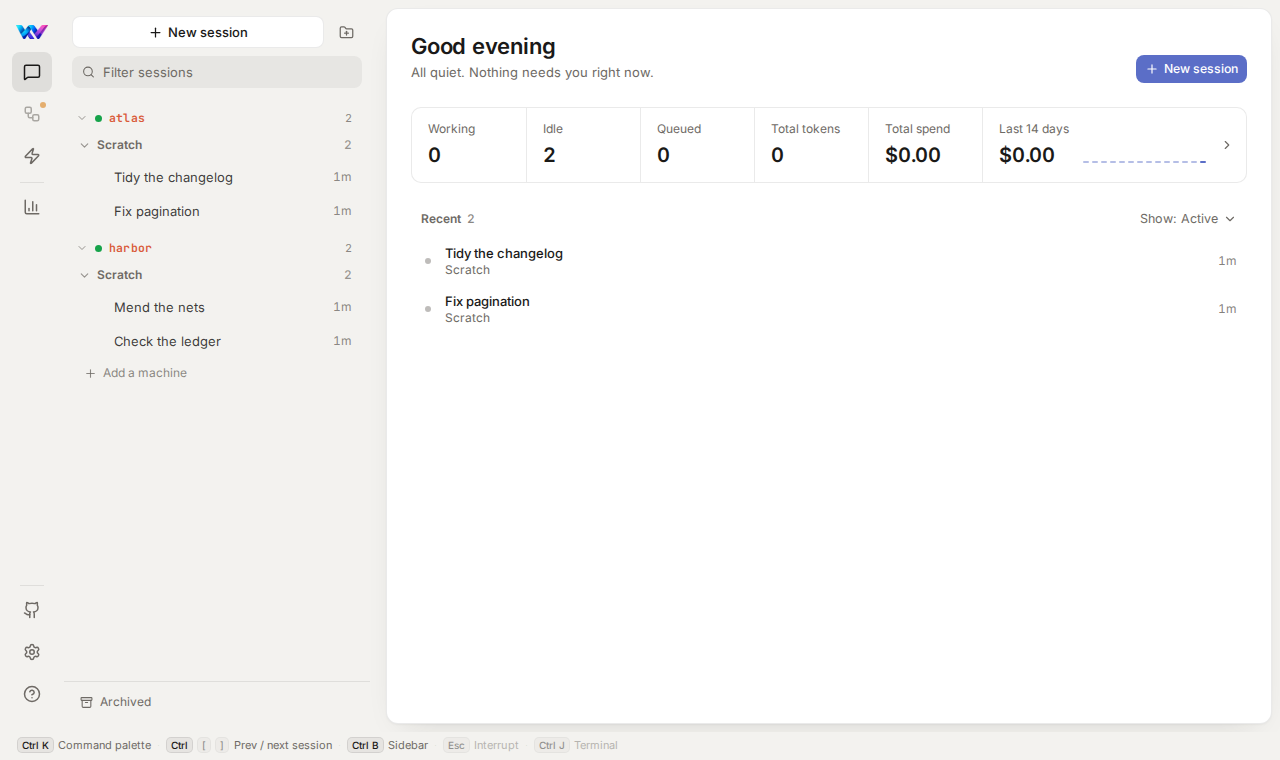 New session
Filter sessions
atlas 2
Scratch 2
Tidy the changelog 1m
Fix pagination 1m
harbor 2
Scratch 2
Mend the nets 1m
Check the ledger 1m
Add a machine
Archived
Good evening
All quiet. Nothing needs you right now.
New session
Working Idle Queued Total tokens Total spend Last 14 days
0 2 0 0 $0.00 $0.00
Recent 2 Show: Active
Tidy the changelog
Scratch 1m
Fix pagination
Scratch 1m
Ctrl K Command palette Ctrl [ ] Prev / next session Ctrl B Sidebar Esc Interrupt Ctrl J Terminal